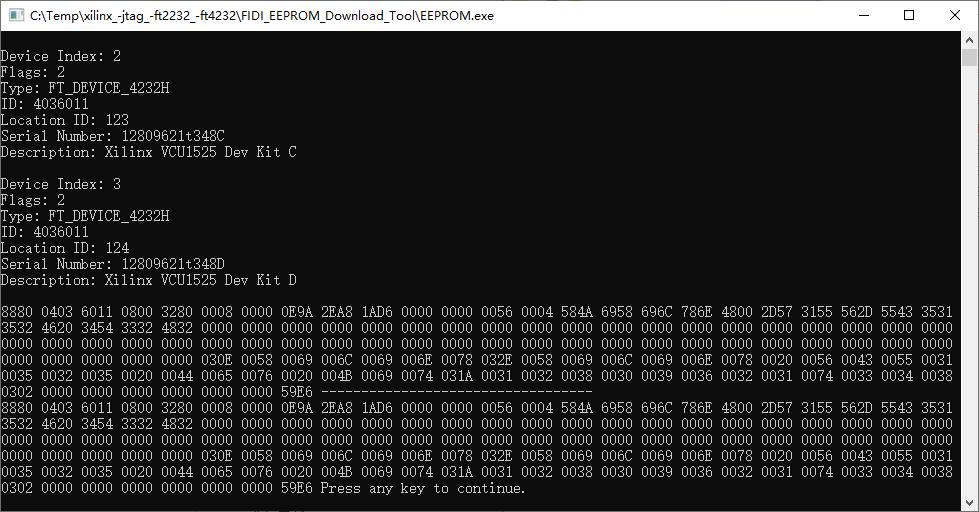 C:\Temp\xilinx_-jtag_-ft2232_-ft4232\FIDI_EEPROM_Download_Tool\EEPROM.exe
Device Index: 2
Flags: 2
Type: FT_DEVICE_4232H
ID: 4036011
Location ID: 123
Serial Number: 12809621t348C
Description: Xilinx VCU1525 Dev Kit C
Device Index: 3
Flags: 2
Type: FT_DEVICE_4232H
ID: 4036011
Location ID: 124
Serial Number: 12809621t348D
Description: Xilinx VCU1525 Dev Kit D
8880 0403 6011 0800 3280 0008 0000 0E9A 2EA8 1AD6 0000 0000 0056 0004 584A 6958 696C 786E 4800 2D57 3155 562D 5543 3531
3532 4620 3454 3332 4832 0000 0000 0000 0000 0000 0000 0000 0000 0000 0000 0000 0000 0000 0000 0000 0000 0000 0000 0000
0000 0000 0000 0000 0000 0000 0000 0000 0000 0000 0000 0000 0000 0000 0000 0000 0000 0000 0000 0000 0000 0000 0000 0000
0000 0000 0000 0000 0000 030E 0058 0069 006C 0069 006E 0078 032E 0058 0069 006C 0069 006E 0078 0020 0056 0043 0055 0031
0035 0032 0035 0020 0044 0065 0076 0020 004B 0069 0074 031A 0031 0032 0038 0030 0039 0036 0032 0031 0074 0033 0034 0038
0302 0000 0000 0000 0000 0000 0000 59E6 ----------------------------------
8880 0403 6011 0800 3280 0008 0000 0E9A 2EA8 1AD6 0000 0000 0056 0004 584A 6958 696C 786E 4800 2D57 3155 562D 5543 3531
3532 4620 3454 3332 4832 0000 0000 0000 0000 0000 0000 0000 0000 0000 0000 0000 0000 0000 0000 0000 0000 0000 0000 0000
0000 0000 0000 0000 0000 0000 0000 0000 0000 0000 0000 0000 0000 0000 0000 0000 0000 0000 0000 0000 0000 0000 0000 0000
0000 0000 0000 0000 0000 030E 0058 0069 006C 0069 006E 0078 032E 0058 0069 006C 0069 006E 0078 0020 0056 0043 0055 0031
0035 0032 0035 0020 0044 0065 0076 0020 004B 0069 0074 031A 0031 0032 0038 0030 0039 0036 0032 0031 0074 0033 0034 0038
0302 0000 0000 0000 0000 0000 0000 59E6 Press any key to continue.